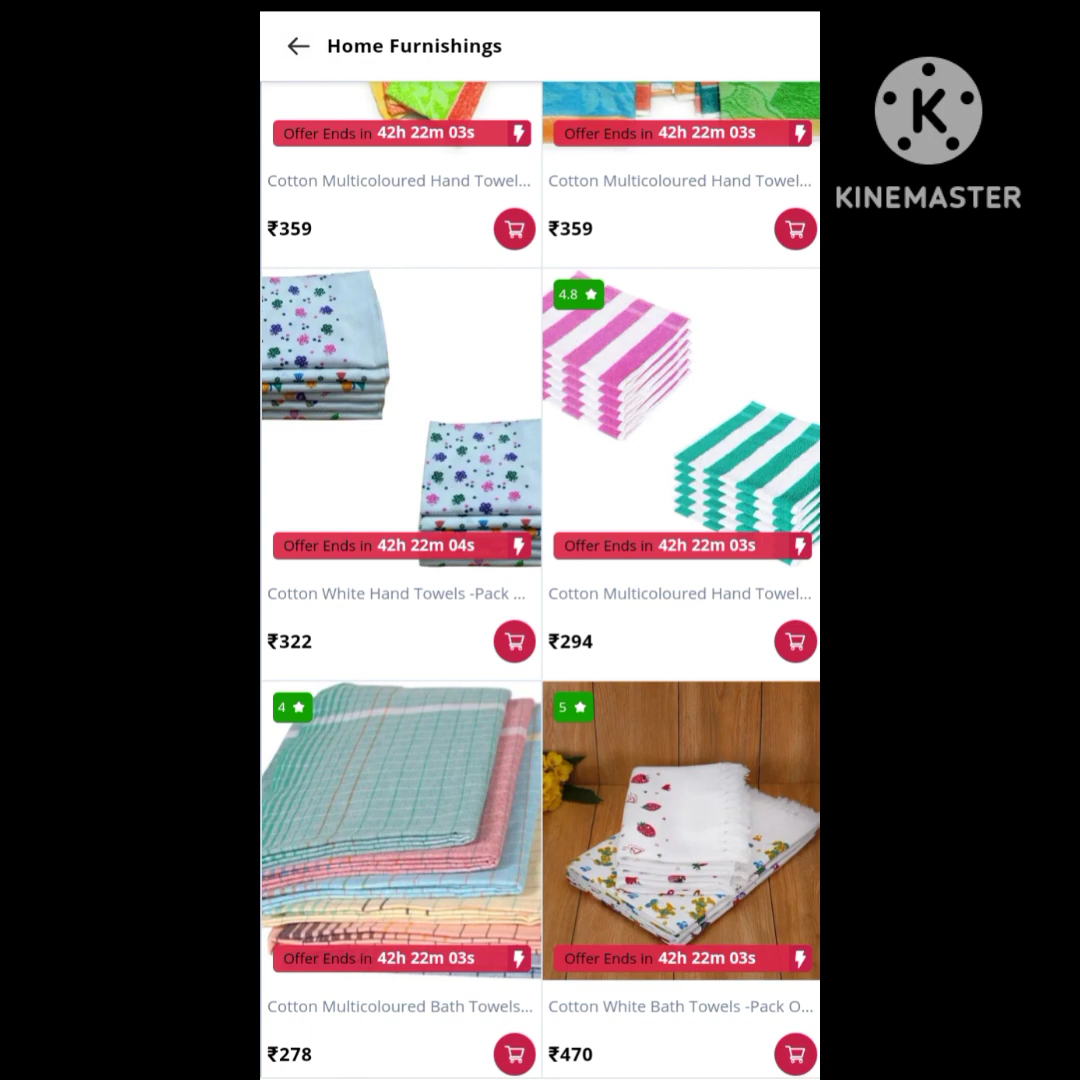 Home Furnishings
K
KINEMASTER
Offer Ends in 42h 22m 03s
Offer Ends in 42h 22m 03s
Cotton Multicoloured Hand Towel...
Cotton Multicoloured Hand Towel...
₹359
₹359
4.8
Offer Ends in 42h 22m 04s
Offer Ends in 42h 22m 03s
Cotton White Hand Towels -Pack ...
Cotton Multicoloured Hand Towel...
₹322
₹294
4
5
Offer Ends in 42h 22m 03s
Offer Ends in 42h 22m 03s
Cotton Multicoloured Bath Towels...
Cotton White Bath Towels -Pack O...
₹278
₹470